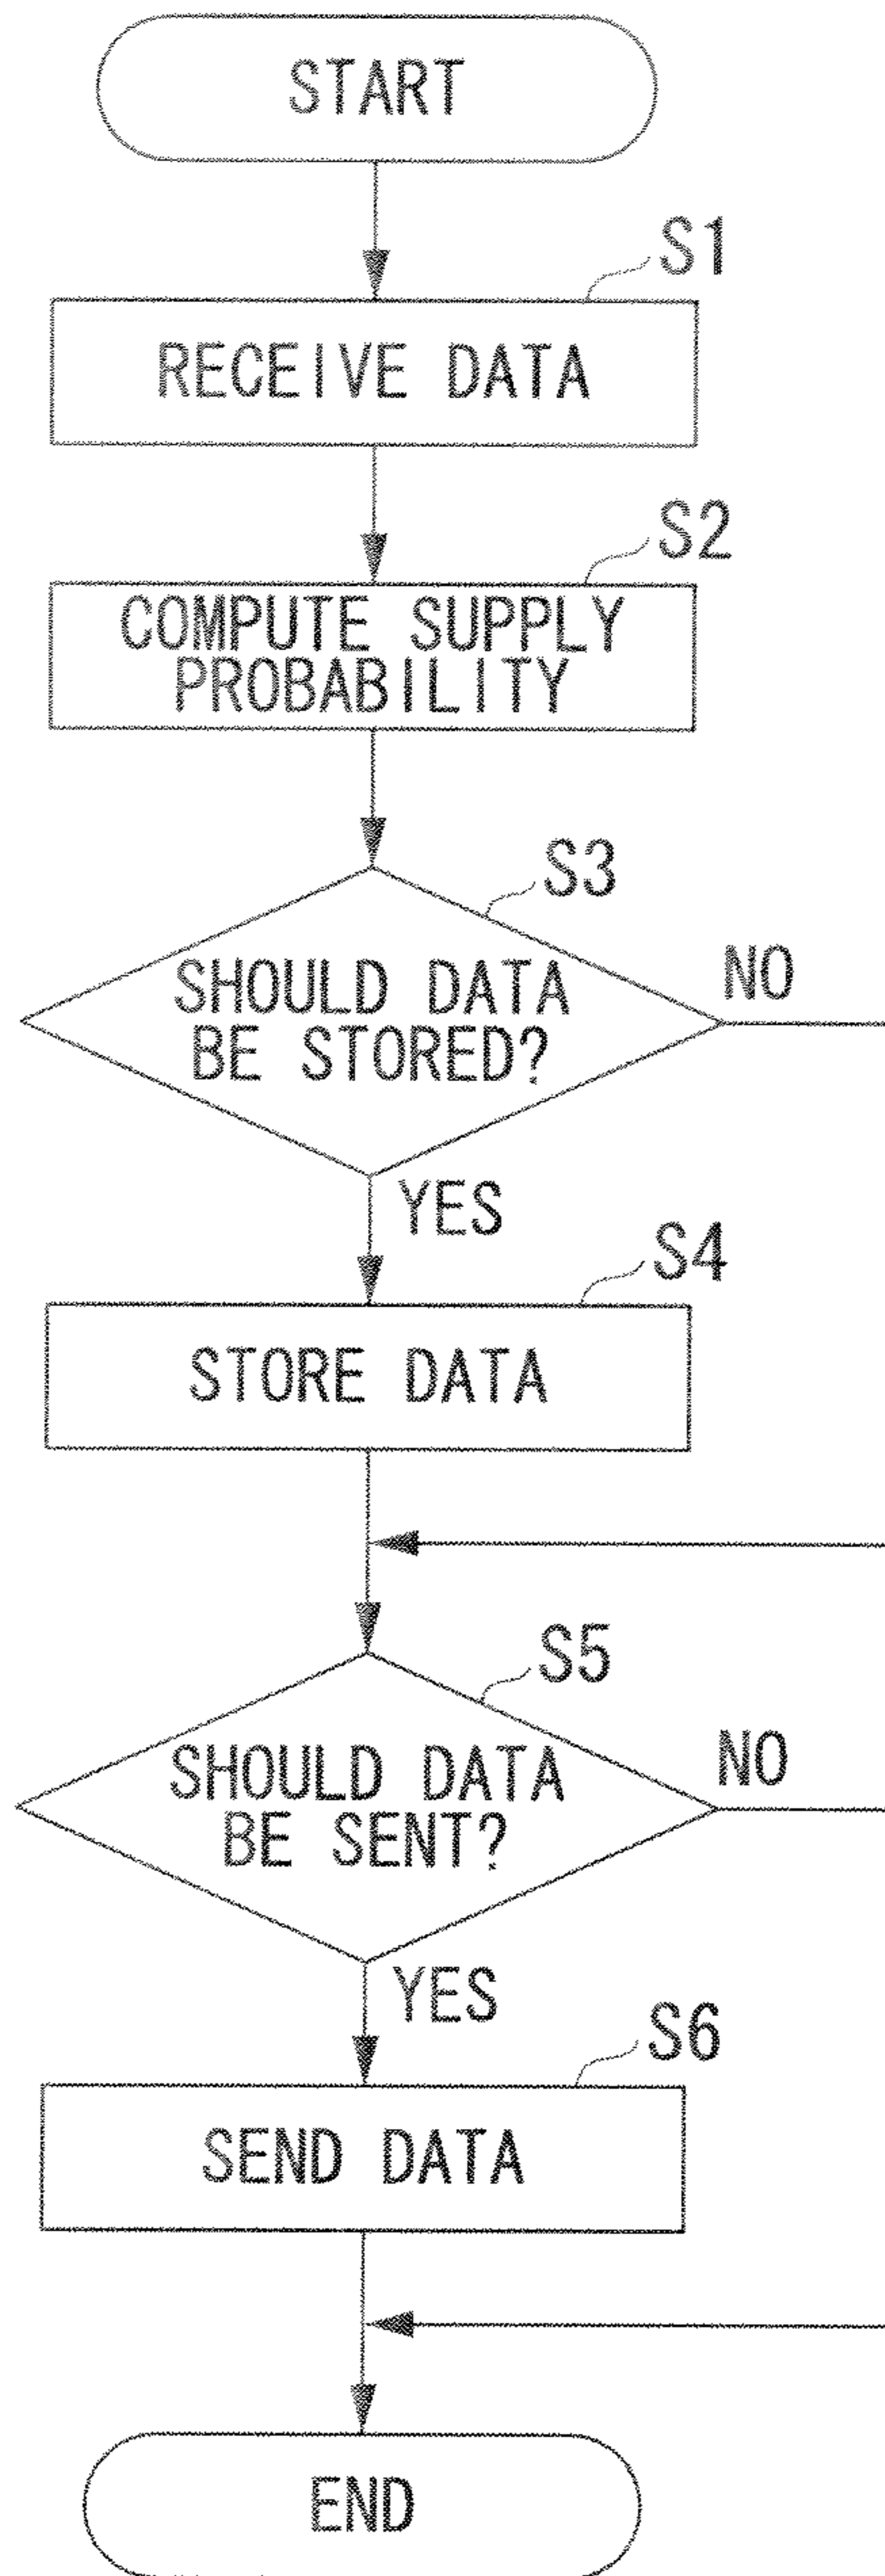 START
S1
RECEIVE DATA
S2
COMPUTE SUPPLY
PROBABILITY
S3
SHOULD DATA
BE STORED?
NO
YES
S4
STORE DATA
S5
SHOULD DATA
BE SENT?
NO
YES
S6
SEND DATA
END